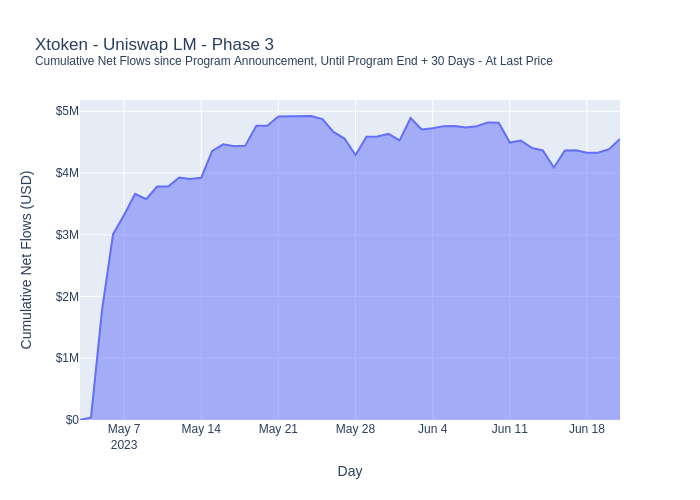 Xtoken - Uniswap LM - Phase 3
Cumulative Net Flows since Program Announcement, Until Program End + 30 Days - At Last Price
Cumulative Net Flows (USD)
$5M
$4M
$3M
$2M
$1M
$0
May 7
2023
May 14
May 21
May 28
Jun 4
Jun 11
Jun 18
Day